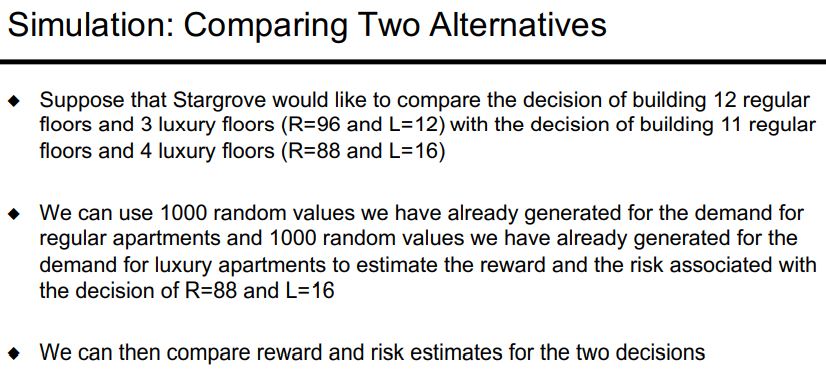 Simulation: Comparing Two Alternatives
◆ Suppose that Stargrove would like to compare the decision of building 12 regular
floors and 3 luxury floors (R=96 and L=12) with the decision of building 11 regular
floors and 4 luxury floors (R=88 and L=16)
◆ We can use 1000 random values we have already generated for the demand for
regular apartments and 1000 random values we have already generated for the
demand for luxury apartments to estimate the reward and the risk associated with
the decision of R=88 and L=16
◆ We can then compare reward and risk estimates for the two decisions